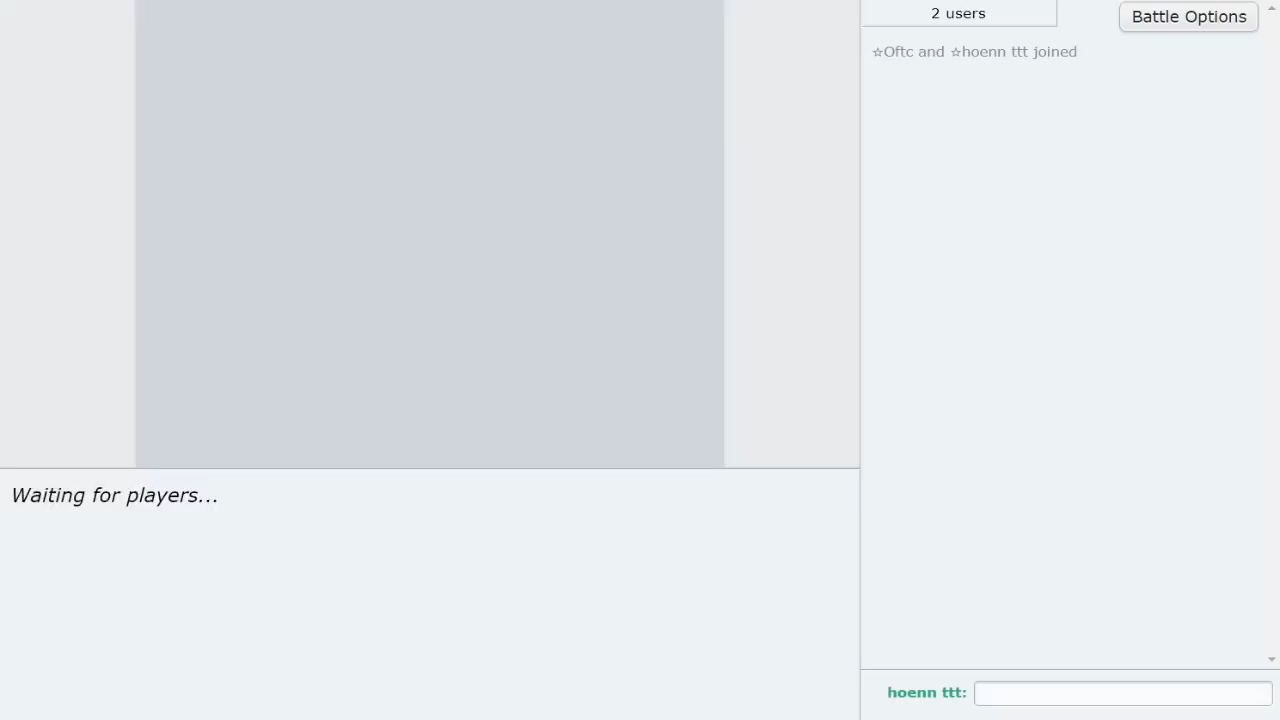 2 users
Battle Options
☆Oftc and ☆hoenn ttt joined
Waiting for players...
hoenn ttt: